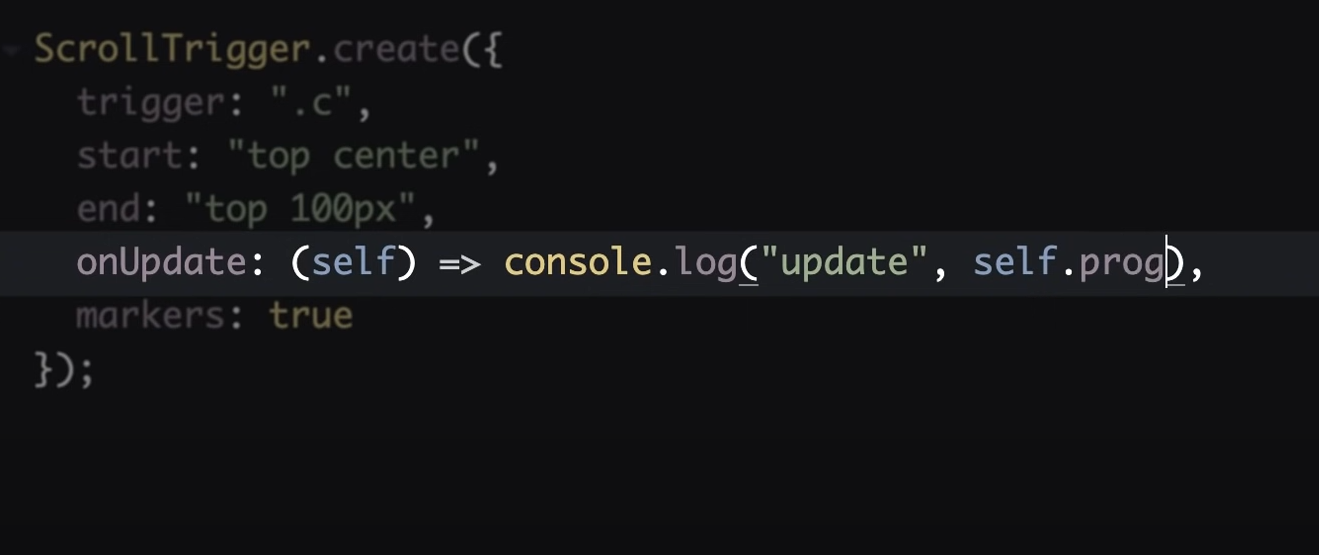 ScrollTrigger.create({
  trigger: ".c",
  start: "top center",
  end: "top 100px",
  onUpdate: (self) => console.log("update", self.prog),
  markers: true
});